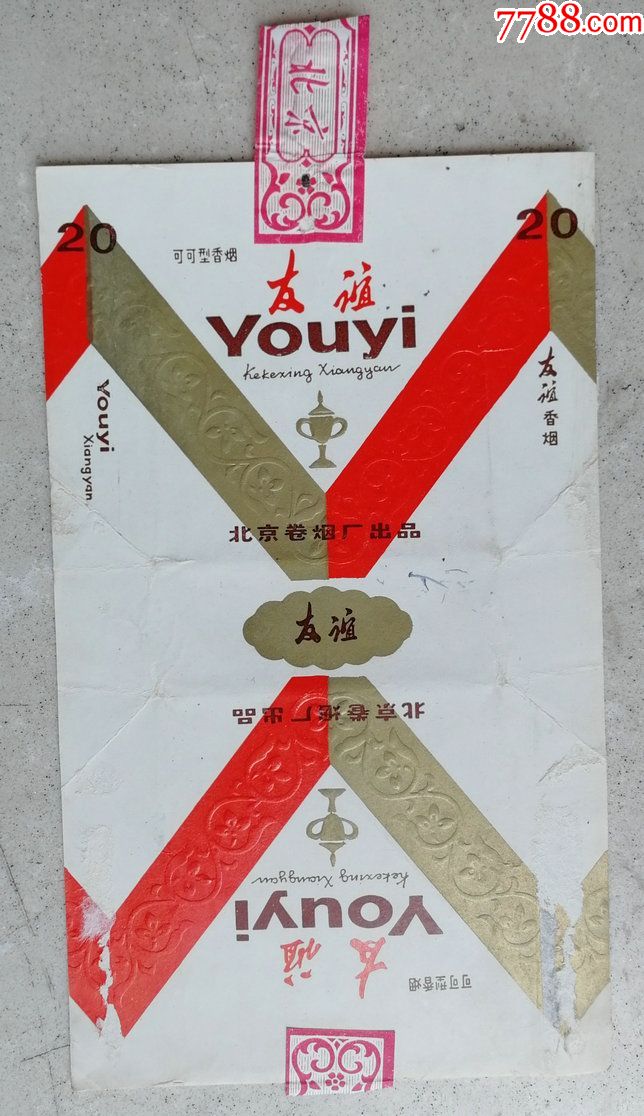 7788.com
北京
20
20
可可型香烟
友谊
Youyi
Kekexing Xiangyan
Youyi
Xiangyan
友谊香烟
北京卷烟厂出品
友谊
北京卷烟厂出品
Kekexing Xiangyan
Youyi
友谊
可可型香烟